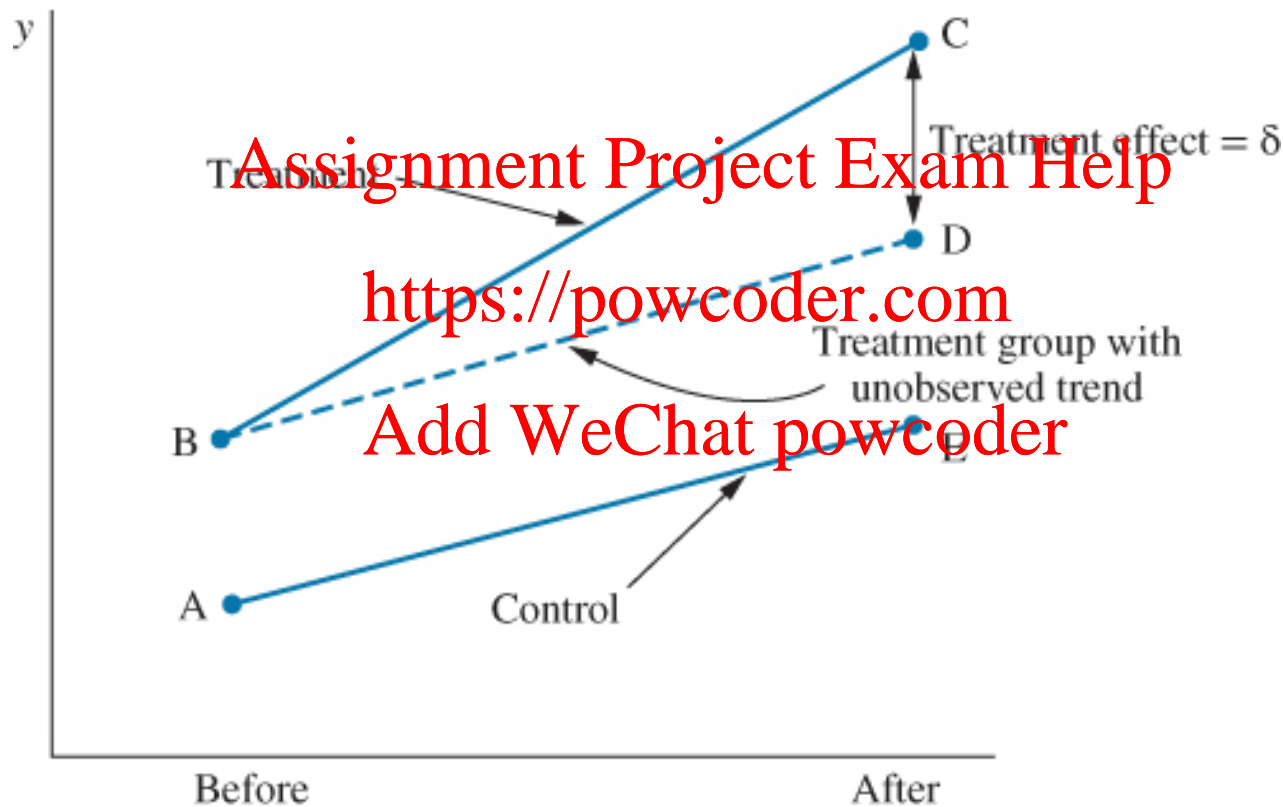 y
C
Treatment effect = δ
Treatment
Assignment Project Exam Help
D
https://powcoder.com
Treatment group with
unobserved trend
B
Add WeChat powcoder
E
A
Control
Before
After